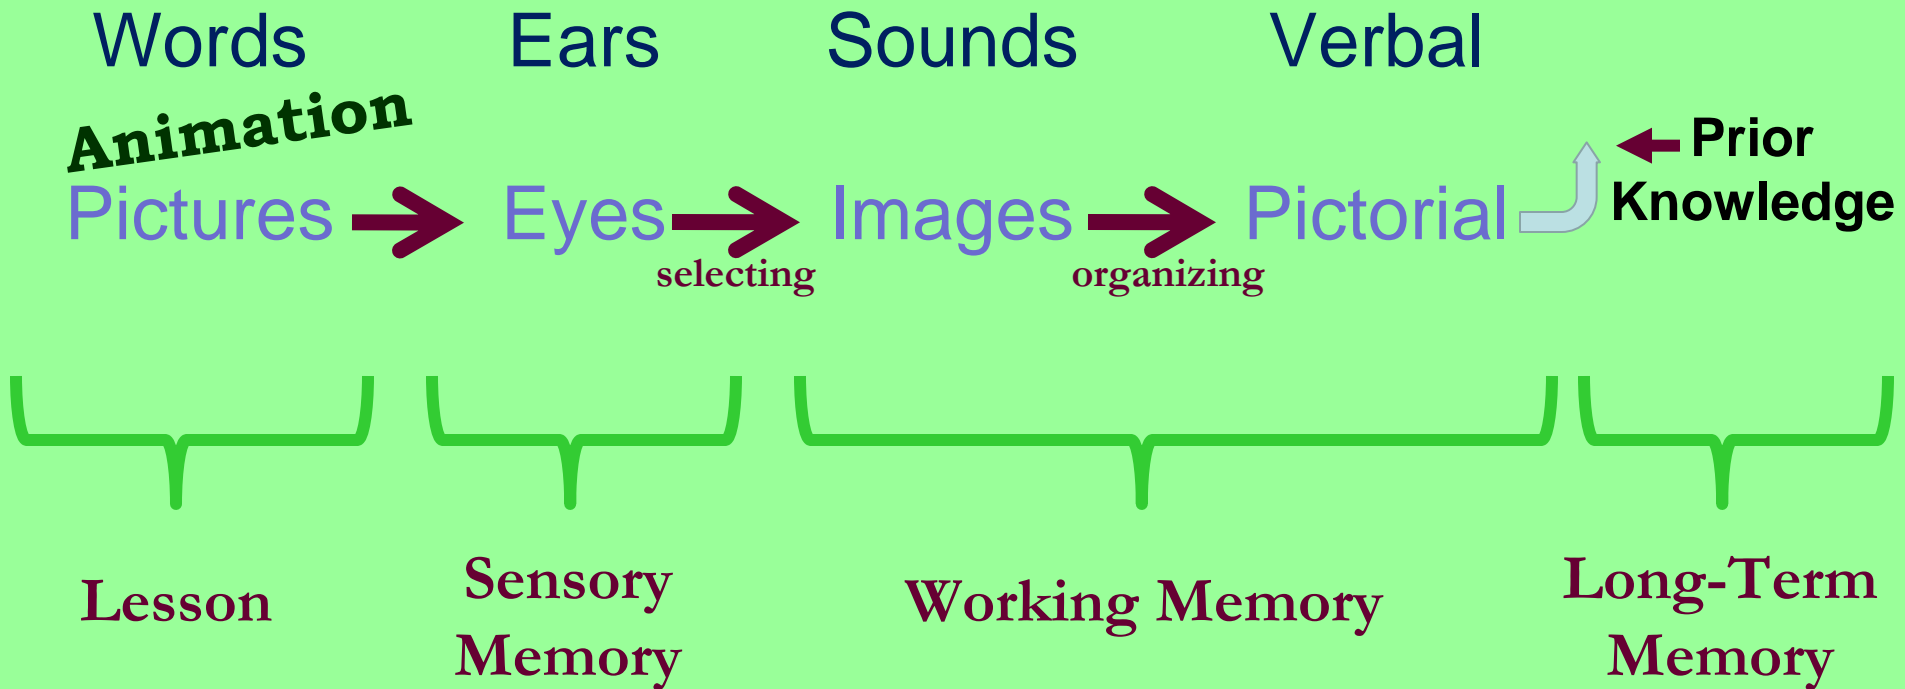 Words Ears Sounds Verbal
Animation
Prior
Pictures Eyes Images Pictorial Knowledge
selecting organizing
Lesson
Sensory
Memory
Working Memory
Long-Term
Memory